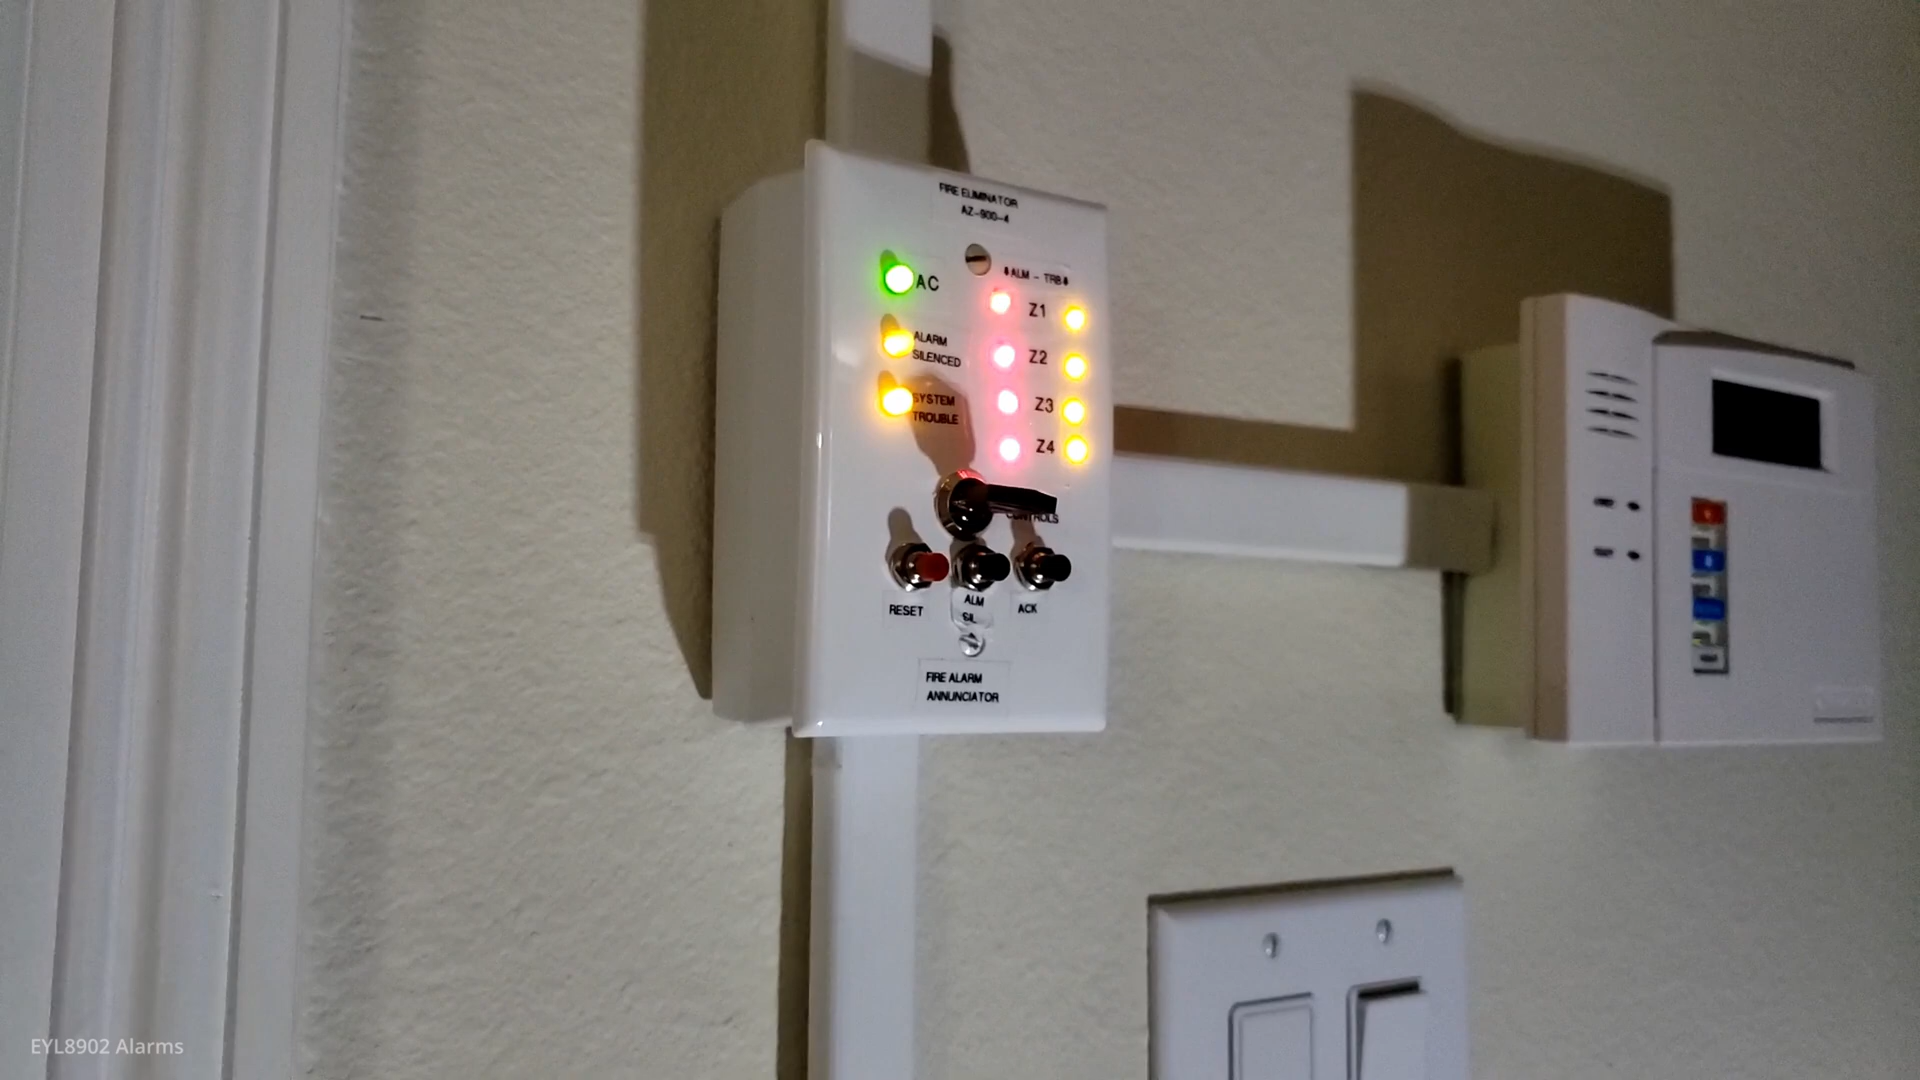 FIRE ELIMINATOR
AZ-900-4
AC
⬇ALM - TRB⬇
Z1
ALARM
SILENCED
Z2
SYSTEM
TROUBLE
Z3
Z4
CONTROLS
RESET
ALM
SIL
ACK
FIRE ALARM
ANNUNCIATOR
EYL8902 Alarms